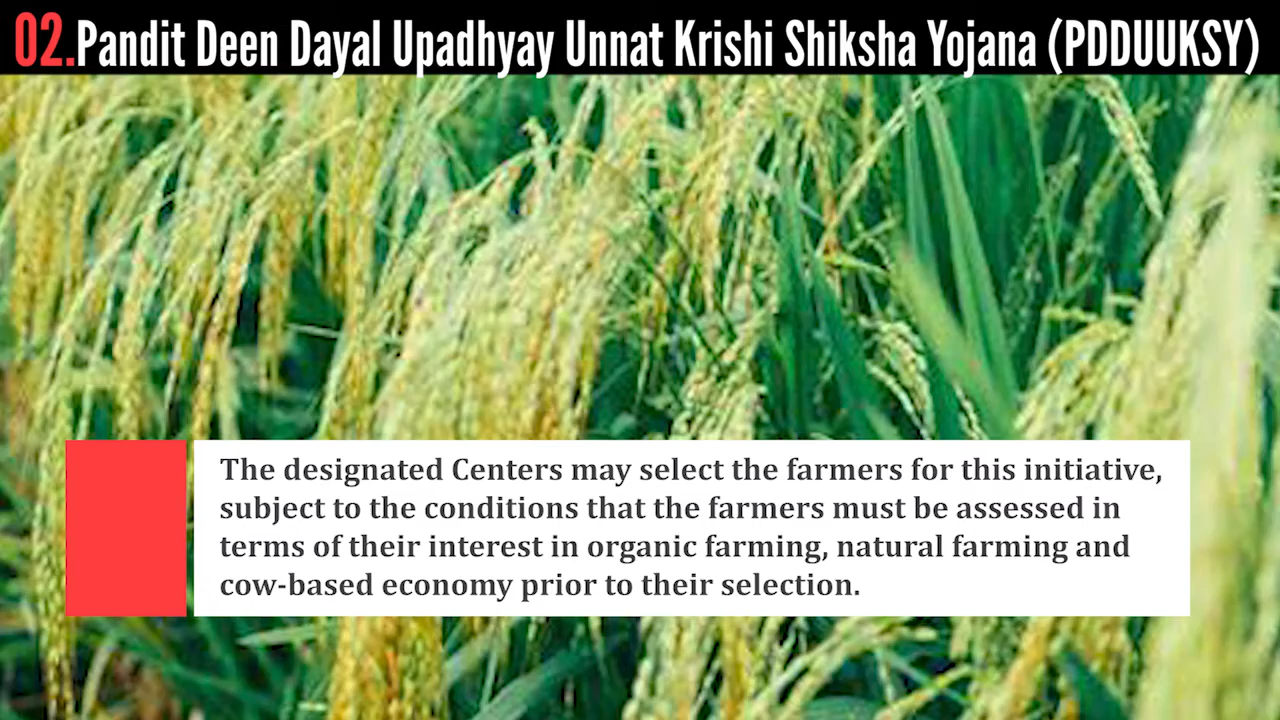 02.Pandit Deen Dayal Upadhyay Unnat Krishi Shiksha Yojana (PDDUUKSY)
The designated Centers may select the farmers for this initiative,
subject to the conditions that the farmers must be assessed in
terms of their interest in organic farming, natural farming and
cow-based economy prior to their selection.